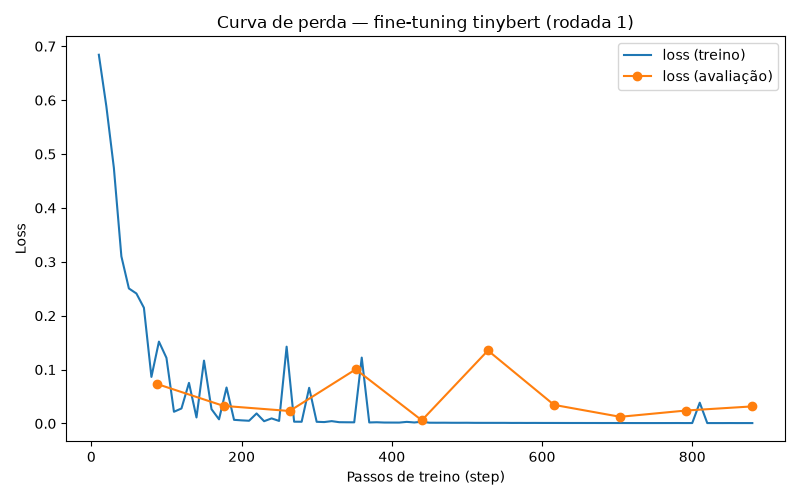 Curva de perda — fine-tuning tinybert (rodada 1)
loss (treino)
loss (avaliação)
Loss
0.7
0.6
0.5
0.4
0.3
0.2
0.1
0.0
0
200
400
600
800
Passos de treino (step)